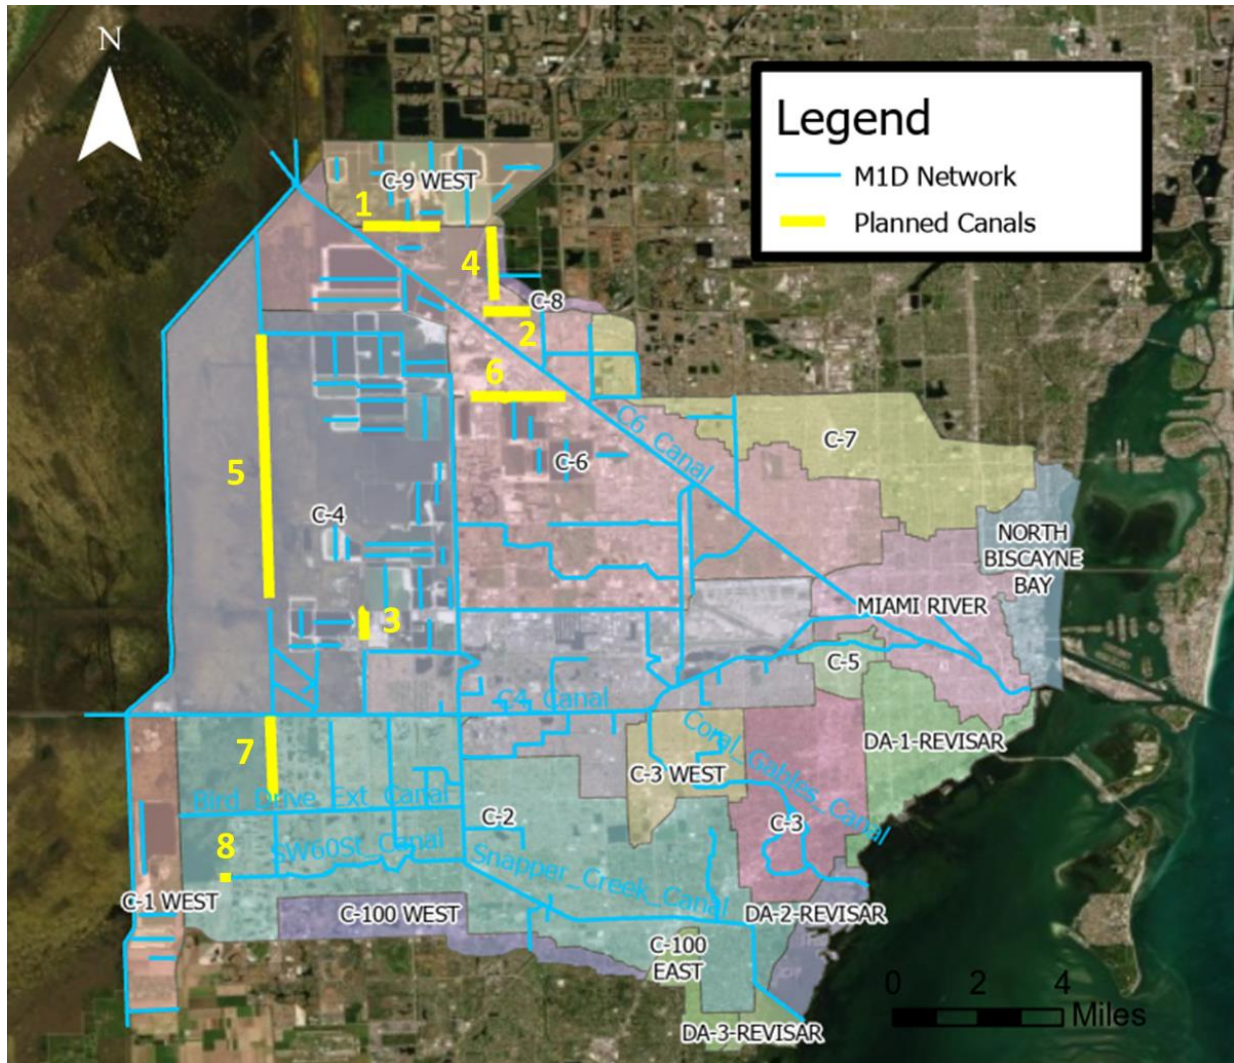 N
Legend
M1D Network
Planned Canals
C-9 WEST
1
4
C-8
2
6
C6_Canal
C-7
5
C-6
C-4
NORTH
BISCAYNE
BAY
3
MIAMI RIVER
C-5
C4_Canal
Coral_Gables_Canal
DA-1-REVISAR
7
C-3 WEST
Bird_Drive_Ext_Canal
C-2
C-3
8
SW60St_Canal
Snapper_Creek_Canal
C-1 WEST
C-100 WEST
DA-2-REVISAR
C-100
EAST
0 2 4
Miles
DA-3-REVISAR